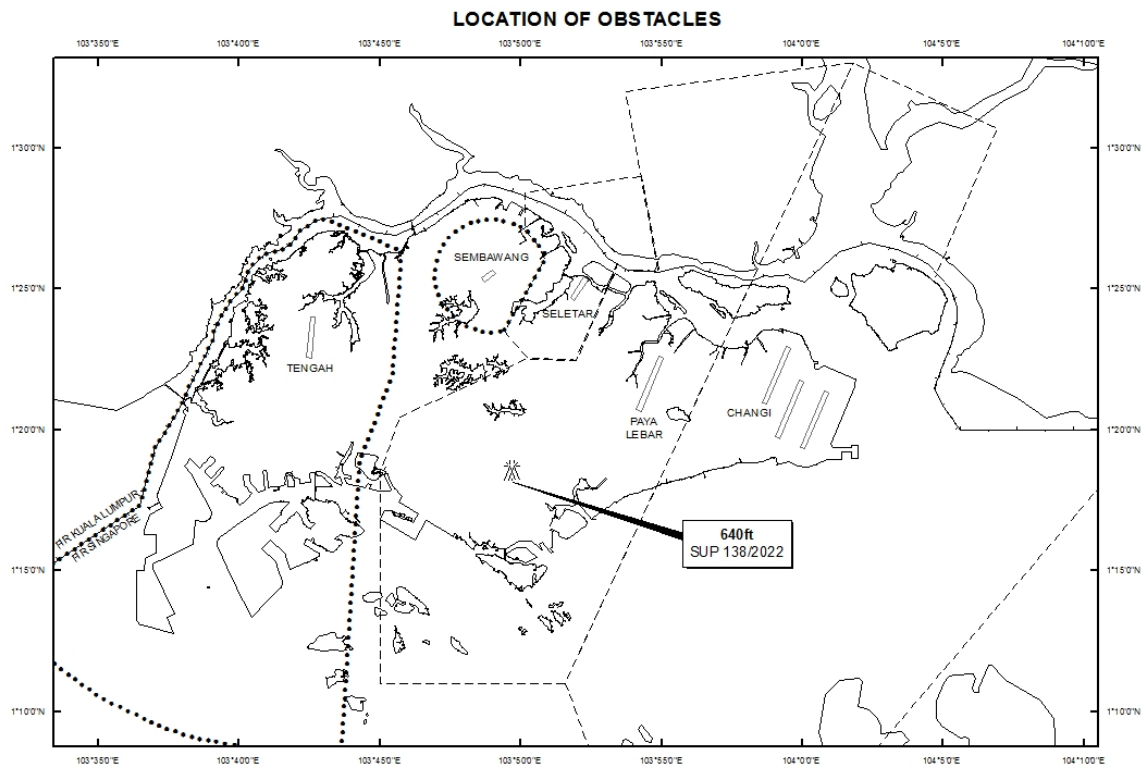 LOCATION OF OBSTACLES
103°35'0"E 103°40'0"E 103°45'0"E 103°50'0"E 103°55'0"E 104°0'0"E 104°5'0"E 104°10'0"E
1°30'0"N 1°30'0"N
SEMBAWANG
1°25'0"N 1°25'0"N
SELETAR
TENGAH
CHANGI
PAYA
LEBAR
1°20'0"N 1°20'0"N
FIR KUALA LUMPUR
FIR SINGAPORE
640ft
SUP 138/2022
1°15'0"N 1°15'0"N
1°10'0"N 1°10'0"N
103°35'0"E 103°40'0"E 103°45'0"E 103°50'0"E 103°55'0"E 104°0'0"E 104°5'0"E 104°10'0"E